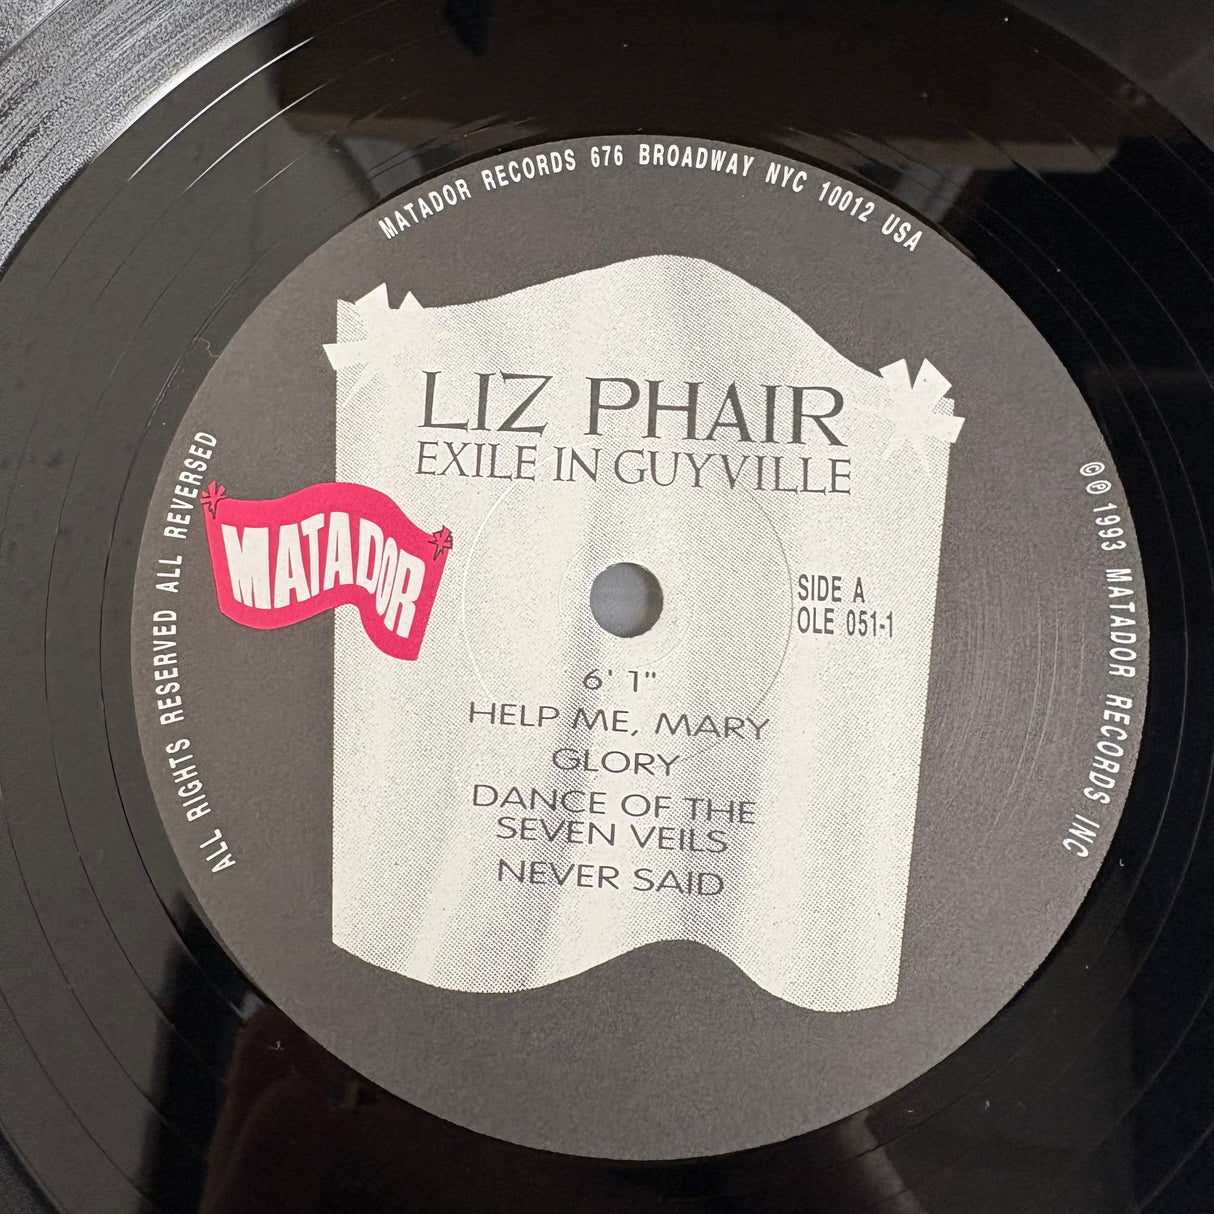 MATADOR RECORDS 676 BROADWAY NYC 10012 USA
LIZ PHAIR
EXILE IN GUYVILLE
MATADOR
SIDE A
OLE 051-1
6' 1"
HELP ME, MARY
GLORY
DANCE OF THE
SEVEN VEILS
NEVER SAID
ALL RIGHTS RESERVED ALL REVERSED
©℗1993 MATADOR RECORDS INC